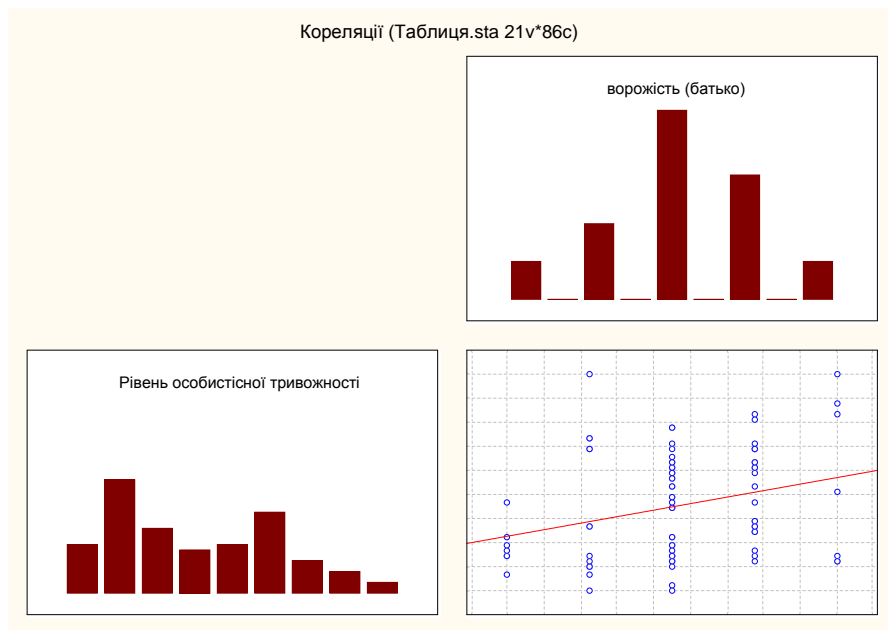 Кореляції (Таблиця.sta 21v*86c)
ворожість (батько)
Рівень особистісної тривожності